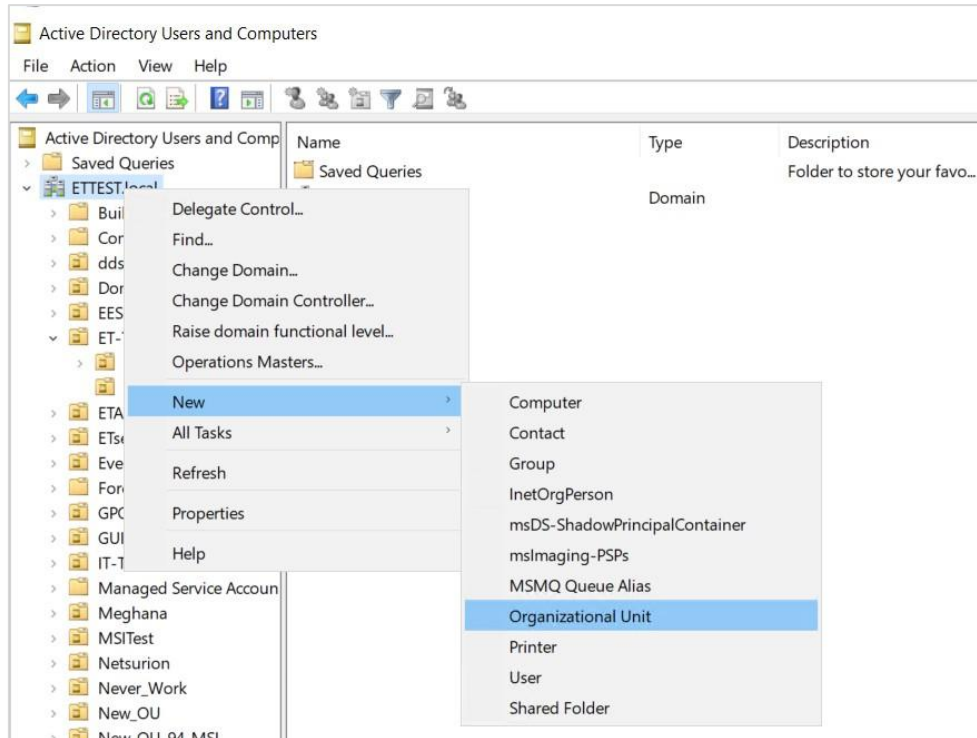 Active Directory Users and Computers
File Action View Help
Active Directory Users and Comp
Saved Queries
ETTEST.local
Managed Service Accoun
Meghana
MSITest
Netsurion
Never_Work
New_OU
New_OU_94_MSI
Name Type Description
Saved Queries Folder to store your favo...
Domain
Delegate Control...
Find...
Change Domain...
Change Domain Controller...
Raise domain functional level...
Operations Masters...
New
All Tasks
Refresh
Properties
Help
Computer
Contact
Group
InetOrgPerson
msDS-ShadowPrincipalContainer
msImaging-PSPs
MSMQ Queue Alias
Organizational Unit
Printer
User
Shared Folder